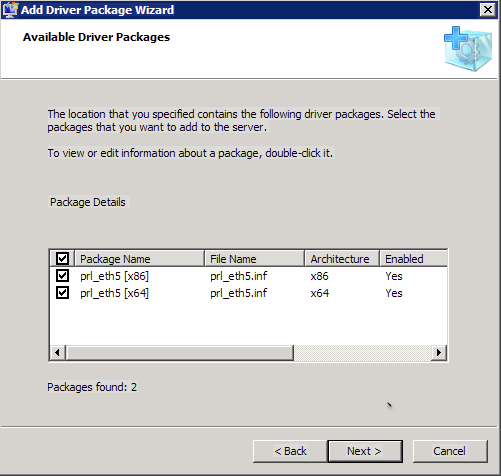 Add Driver Package Wizard
Available Driver Packages
The location that you specified contains the following driver packages. Select the
packages that you want to add to the server.
To view or edit information about a package, double-click it.
Package Details
Package Name File Name Architecture Enabled
prl_eth5 [x86] prl_eth5.inf x86 Yes
prl_eth5 [x64] prl_eth5.inf x64 Yes
Packages found: 2
< Back Next > Cancel